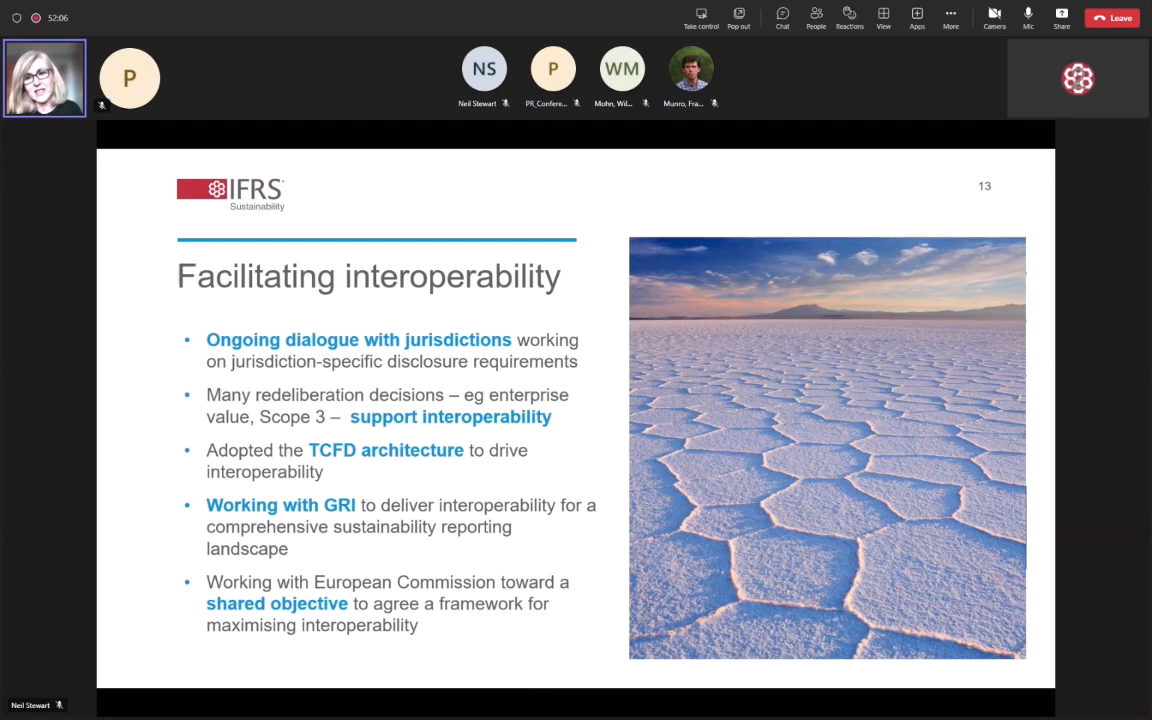 52:06
Take control
Pop out
Chat
People
Reactions
View
Apps
More
Camera
Mic
Share
Leave
P
NS
P
WM
Neil Stewart
PR_Confere...
Mohn, Wil...
Munro, Fra...
IFRS
Sustainability
13
Facilitating interoperability
• Ongoing dialogue with jurisdictions working
on jurisdiction-specific disclosure requirements
• Many redeliberation decisions – eg enterprise
value, Scope 3 – support interoperability
• Adopted the TCFD architecture to drive
interoperability
• Working with GRI to deliver interoperability for a
comprehensive sustainability reporting
landscape
• Working with European Commission toward a
shared objective to agree a framework for
maximising interoperability
Neil Stewart